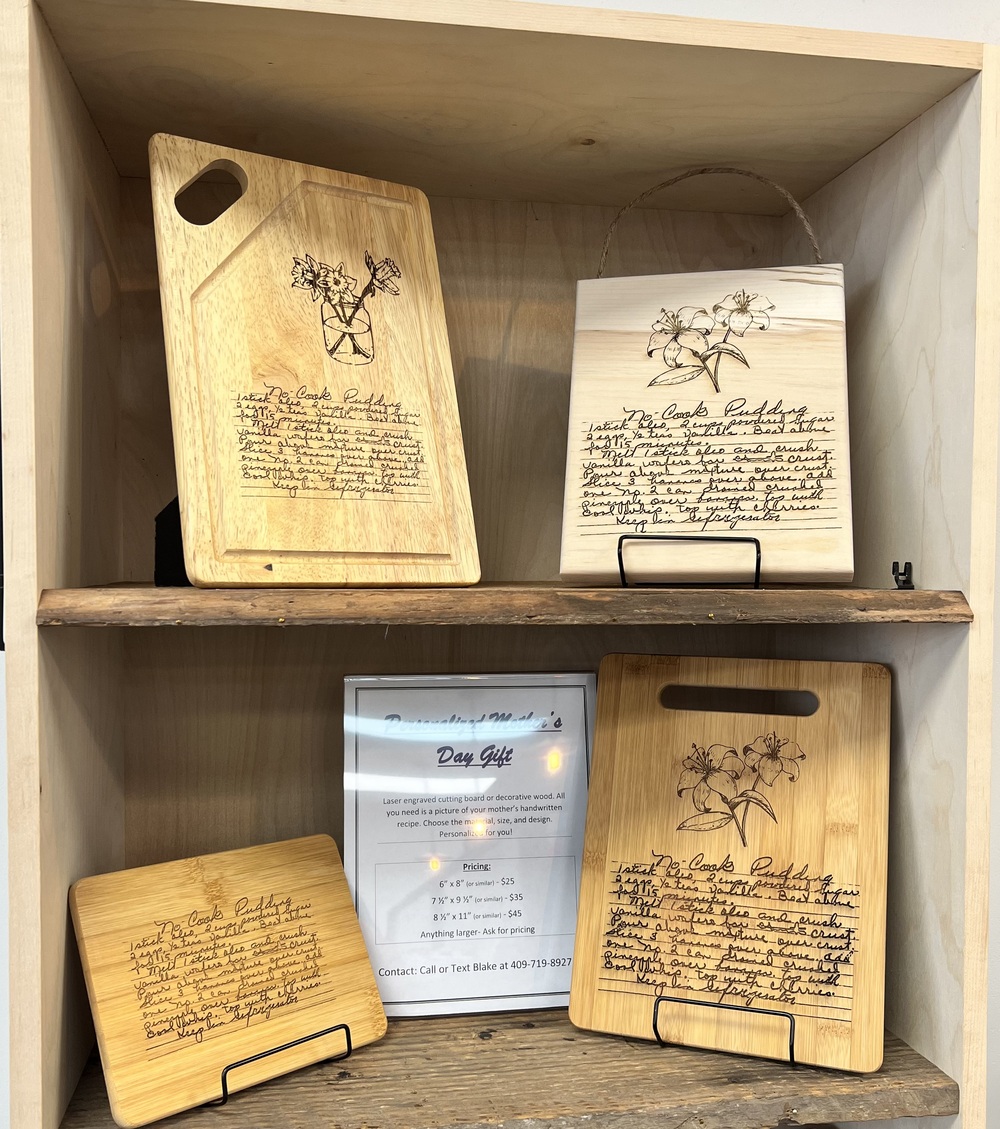 No-Cook Pudding
1 stick oleo, 2 cups powdered sugar
2 eggs, ½ teas vanilla. Beat above
for 15 minutes.
Melt 1 stick oleo and crush
vanilla wafers for crust.
Pour above mixture over crust.
Slice 3 bananas over above, add
one No. 2 can drained crushed
pineapple over bananas, top with
Cool Whip. Top with cherries.
Keep in refrigerator
No-Cook Pudding
1 stick oleo, 2 cups powdered sugar
2 eggs, ½ teas vanilla. Beat above
for 15 minutes.
Melt 1 stick oleo and crush
vanilla wafers for crust.
Pour above mixture over crust.
Slice 3 bananas over above, add
one No. 2 can drained crushed
pineapple over bananas, top with
Cool Whip. Top with cherries.
Keep in refrigerator
Personalized Mother's
Day Gift
Laser engraved cutting board or decorative wood. All
you need is a picture of your mother's handwritten
recipe. Choose the material, size, and design.
Personalized for you!
Pricing:
6" x 8" (or similar) - $25
7 ½" x 9 ½" (or similar) - $35
8 ½" x 11" (or similar) - $45
Anything larger- Ask for pricing
Contact: Call or Text Blake at 409-719-8927
No-Cook Pudding
1 stick oleo, 2 cups powdered sugar
2 eggs, ½ teas vanilla. Beat above
for 15 minutes.
Melt 1 stick oleo and crush
vanilla wafers for crust.
Pour above mixture over crust.
Slice 3 bananas over above, add
one No. 2 can drained crushed
pineapple over bananas, top with
Cool Whip. Top with cherries.
Keep in refrigerator
No-Cook Pudding
1 stick oleo, 2 cups powdered sugar
2 eggs, ½ teas vanilla. Beat above
for 15 minutes.
Melt 1 stick oleo and crush
vanilla wafers for crust.
Pour above mixture over crust.
Slice 3 bananas over above, add
one No. 2 can drained crushed
pineapple over bananas, top with
Cool Whip. Top with cherries.
Keep in refrigerator